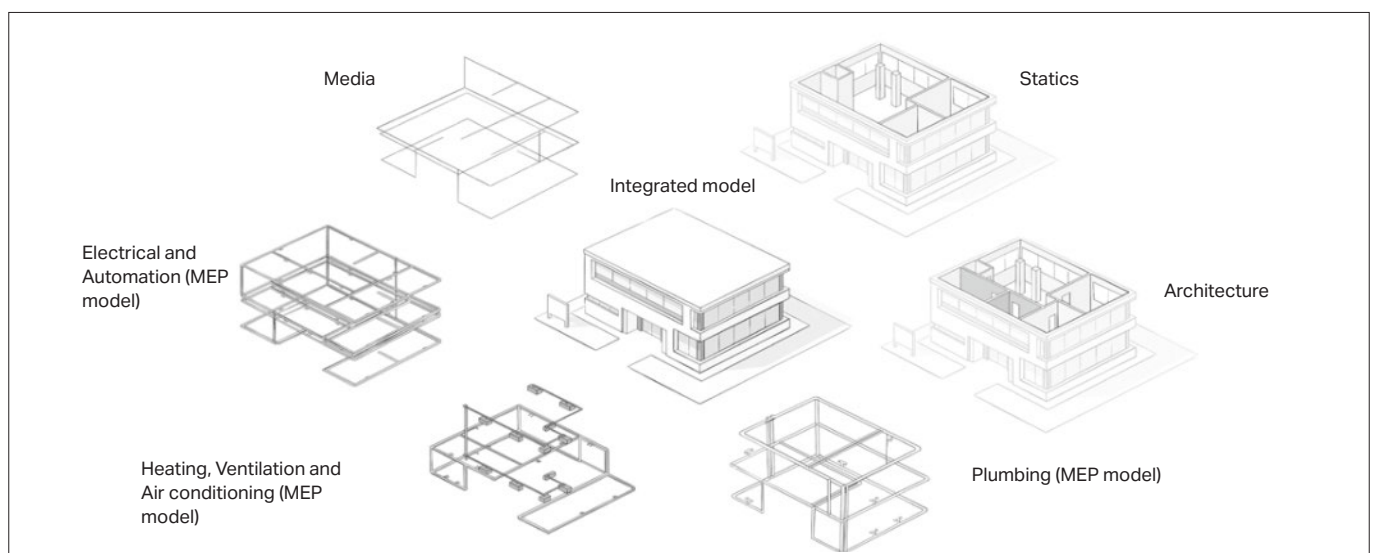 Media
Statics
Integrated model
Electrical and
Automation (MEP
model)
Architecture
Heating, Ventilation and
Air conditioning (MEP
model)
Plumbing (MEP model)